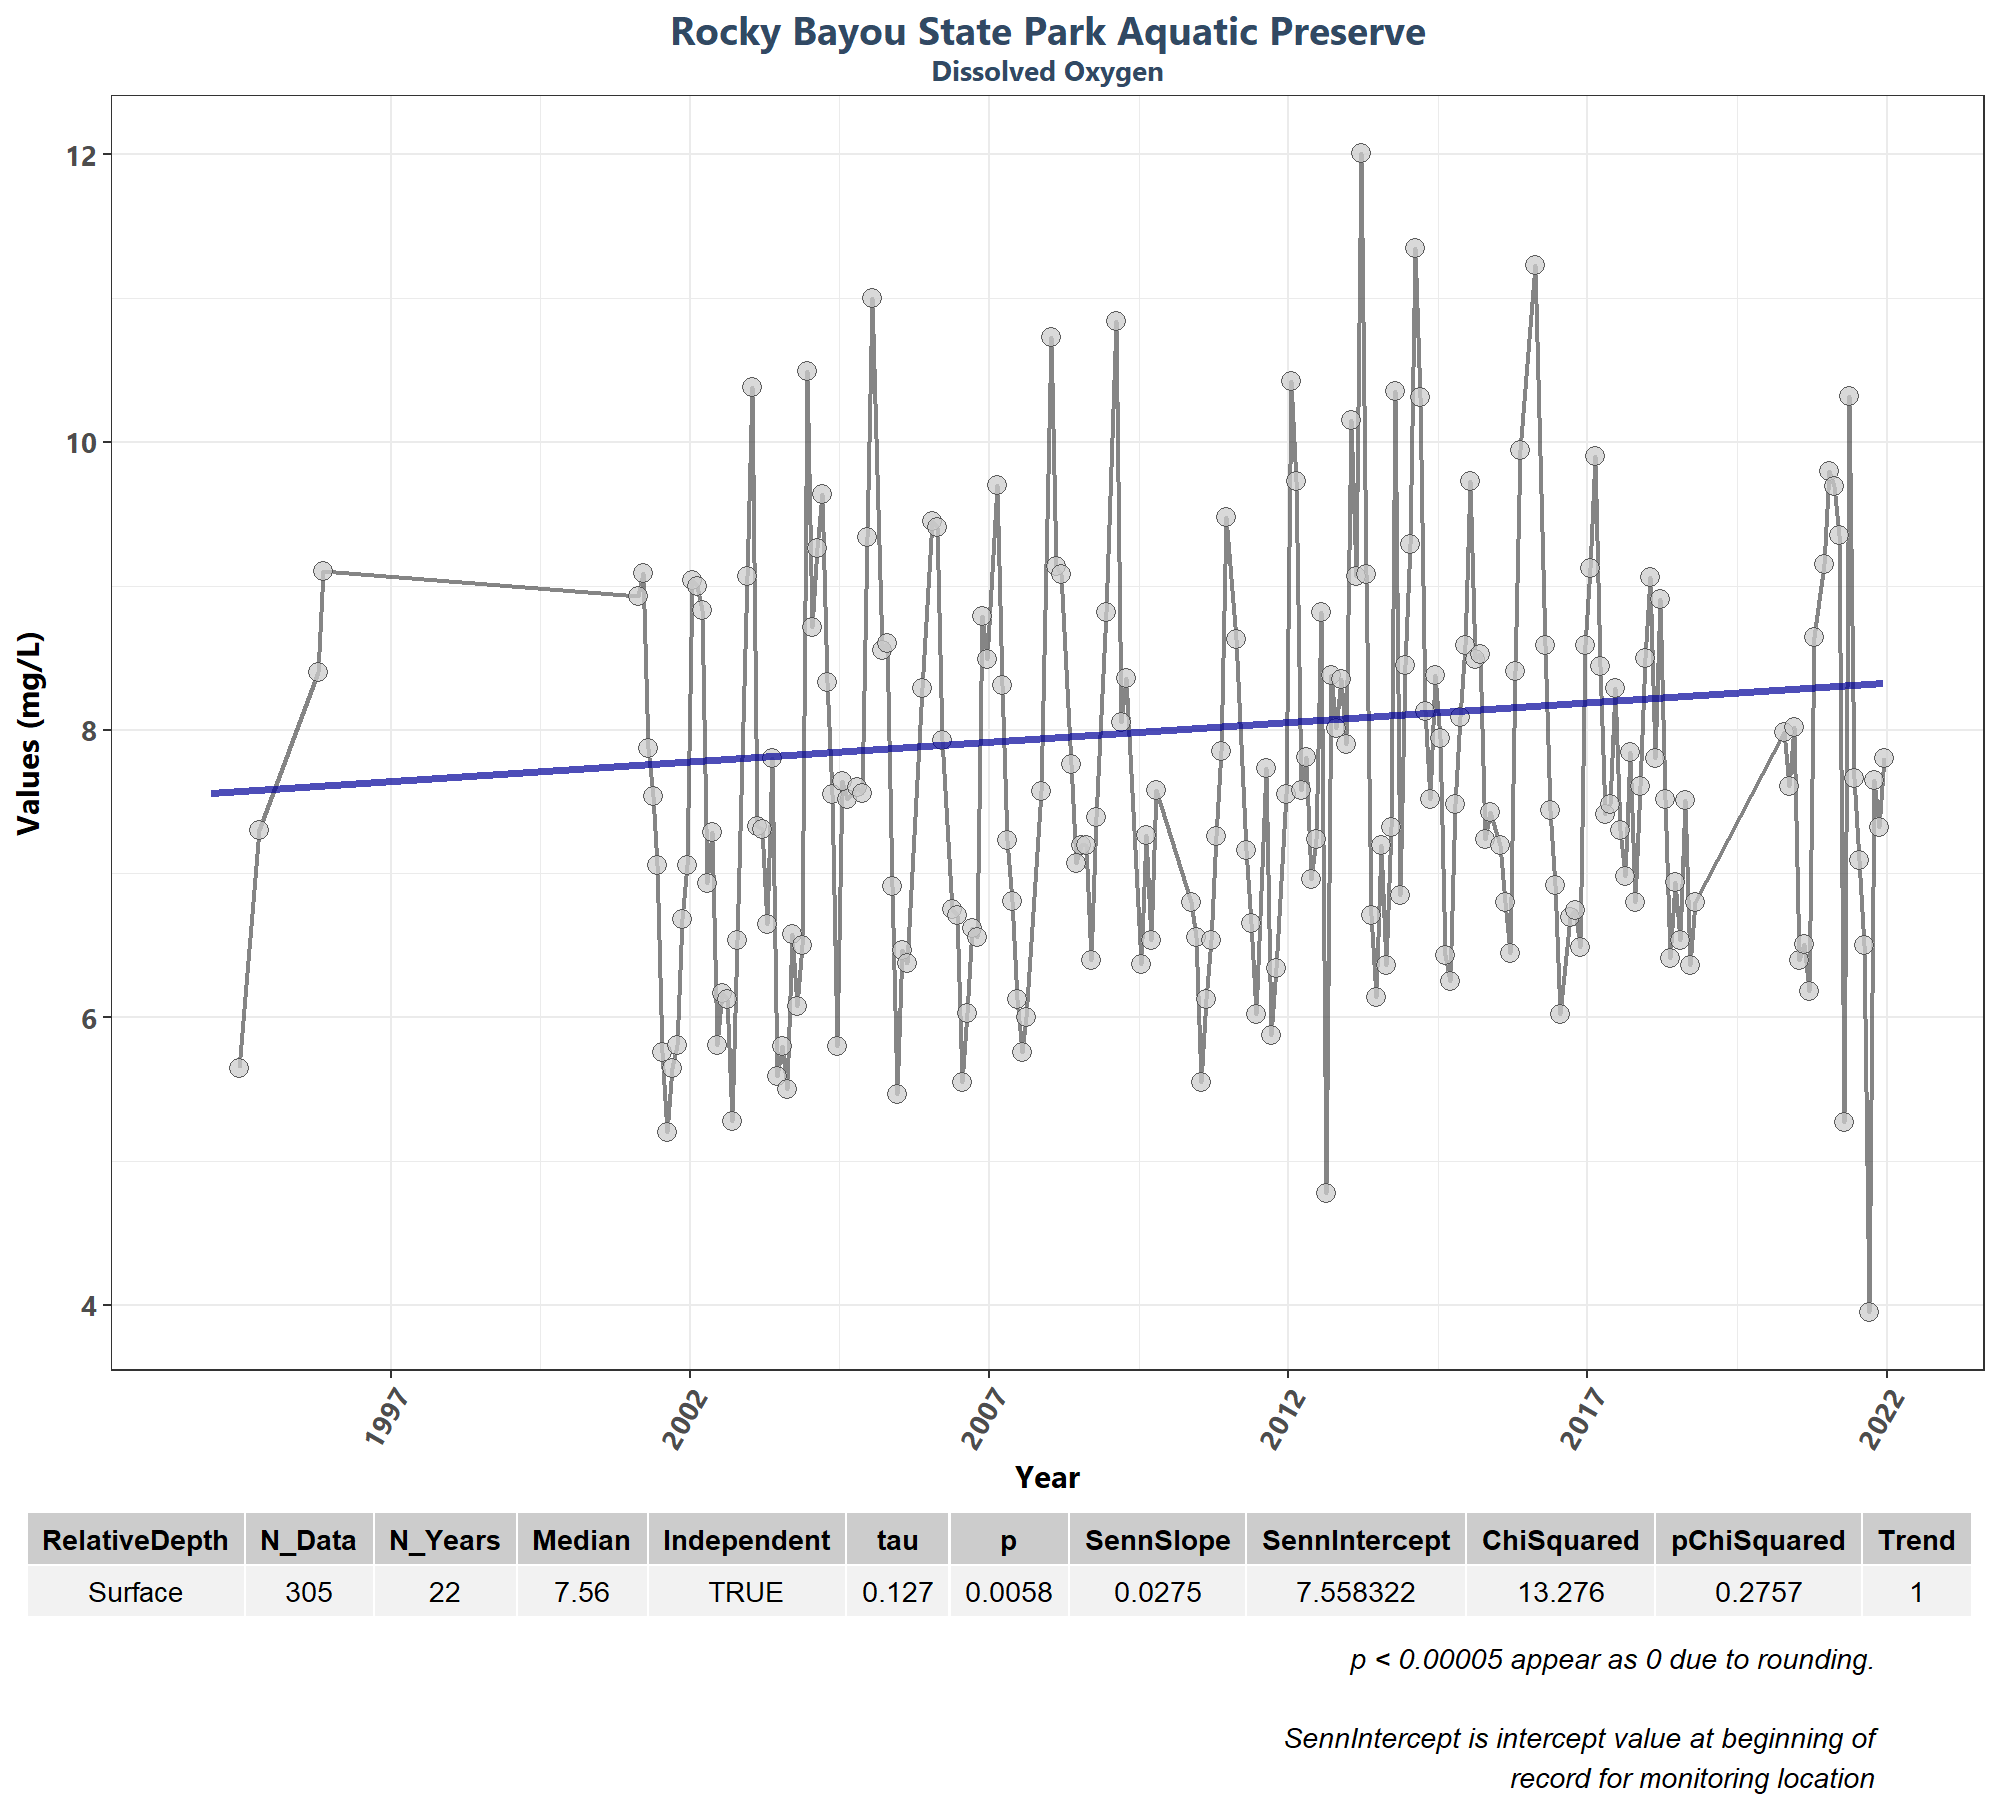 Rocky Bayou State Park Aquatic Preserve
Dissolved Oxygen
Values (mg/L)
12
10
8
6
4
1997
2002
2007
2012
2017
2022
Year
RelativeDepth N_Data N_Years Median Independent tau p SennSlope SennIntercept ChiSquared pChiSquared Trend
Surface 305 22 7.56 TRUE 0.127 0.0058 0.0275 7.558322 13.276 0.2757 1
p < 0.00005 appear as 0 due to rounding.
SennIntercept is intercept value at beginning of
record for monitoring location